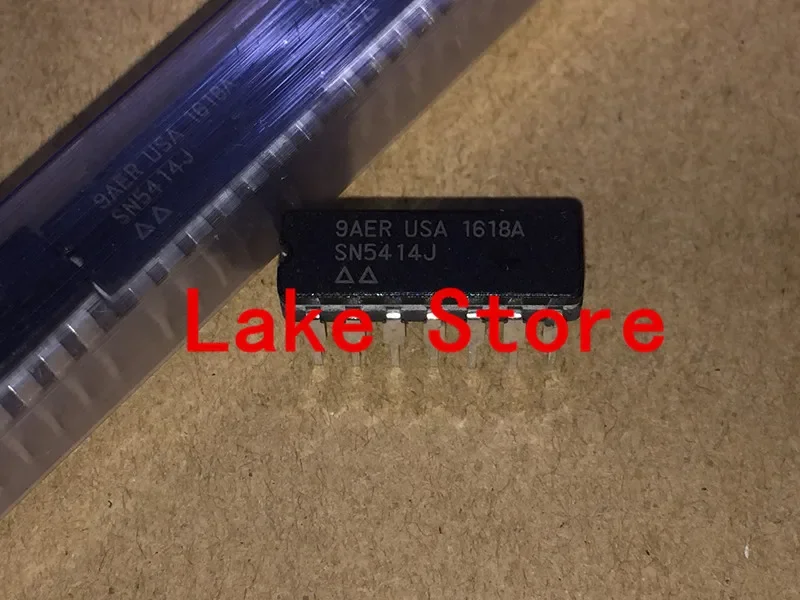 9AER USA 1618A
SN5414J
△△
9AER USA 1618A
SN5414J
△△
Lake Store